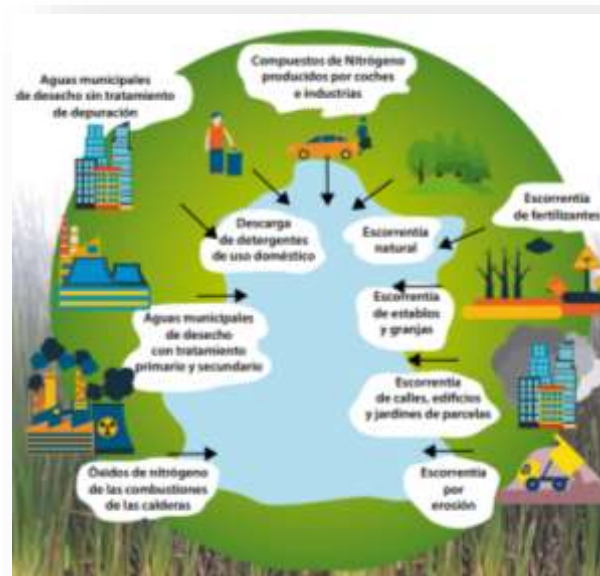 Compuestos de Nitrógeno
producidos por coches
e industrias
Aguas municipales
de desecho sin tratamiento
de depuración
Escorrentía
de fertilizantes
Descarga
de detergentes
de uso doméstico
Escorrentía
natural
Escorrentía
de establos
y granjas
Aguas municipales
de desecho
con tratamiento
primario y secundario
Escorrentía
de calles, edificios
y jardines de parcelas
Óxidos de nitrógeno
de las combustiones
de las calderas
Escorrentía
por
erosión